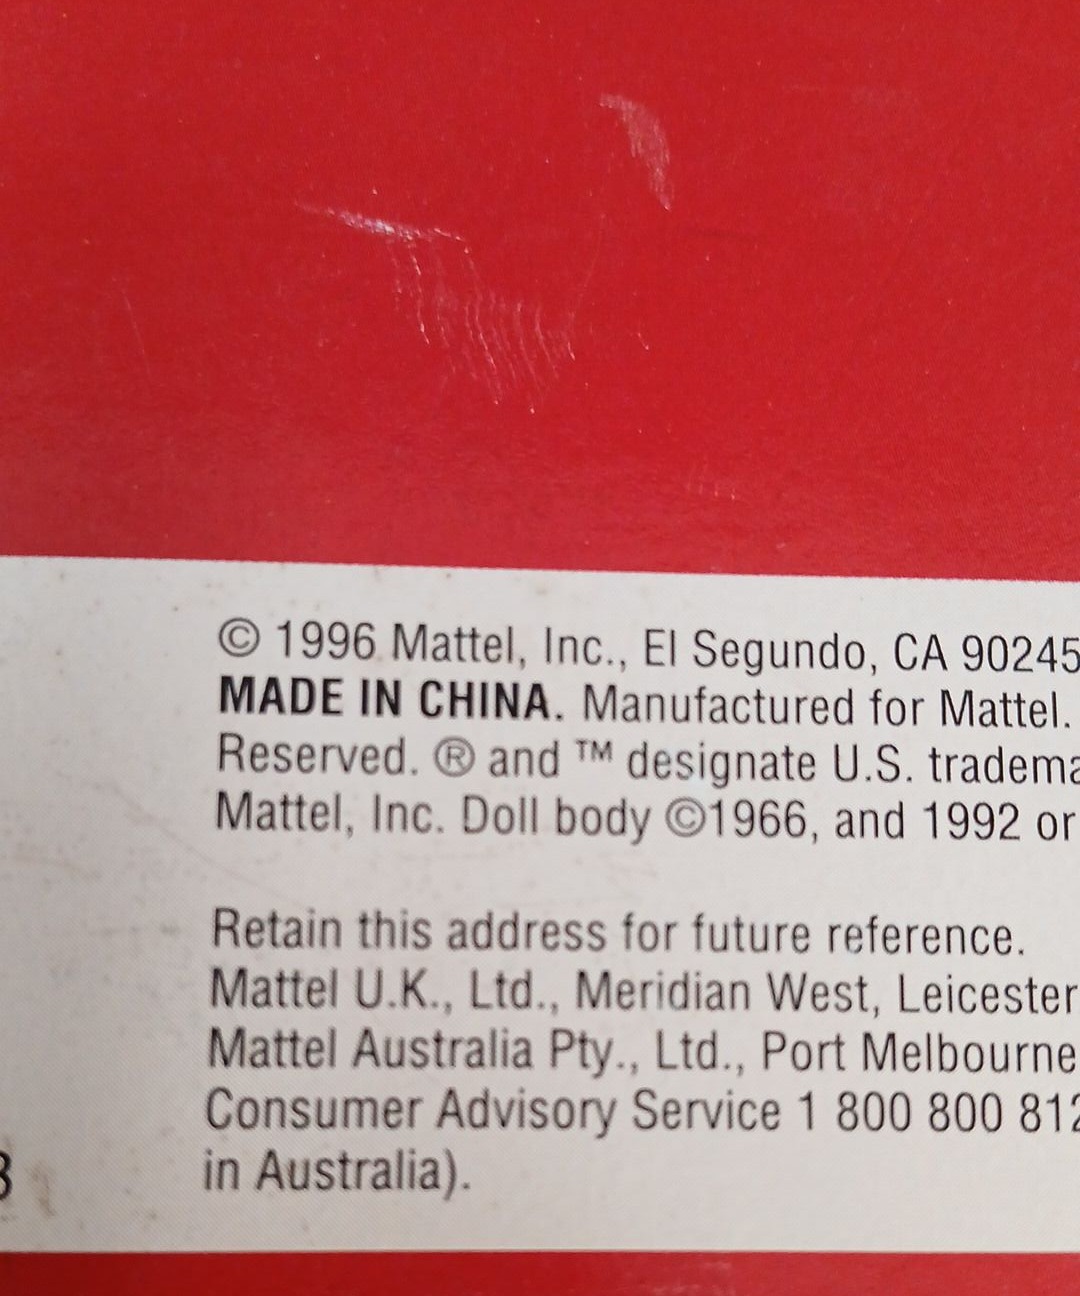 © 1996 Mattel, Inc., El Segundo, CA 90245
MADE IN CHINA. Manufactured for Mattel.
Reserved. ® and ™ designate U.S. tradema
Mattel, Inc. Doll body ©1966, and 1992 or
Retain this address for future reference.
Mattel U.K., Ltd., Meridian West, Leicester
Mattel Australia Pty., Ltd., Port Melbourne
Consumer Advisory Service 1 800 800 812
in Australia).